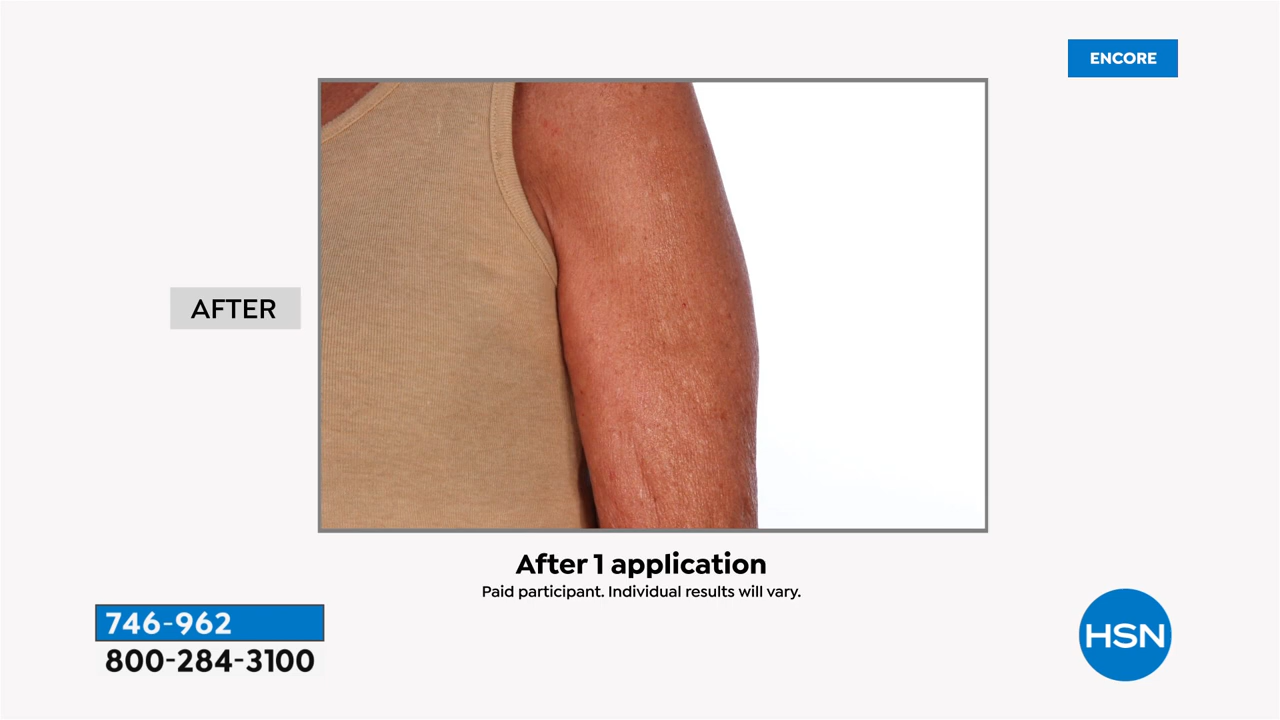 ENCORE
AFTER
After 1 application
Paid participant. Individual results will vary.
746-962
800-284-3100
HSN